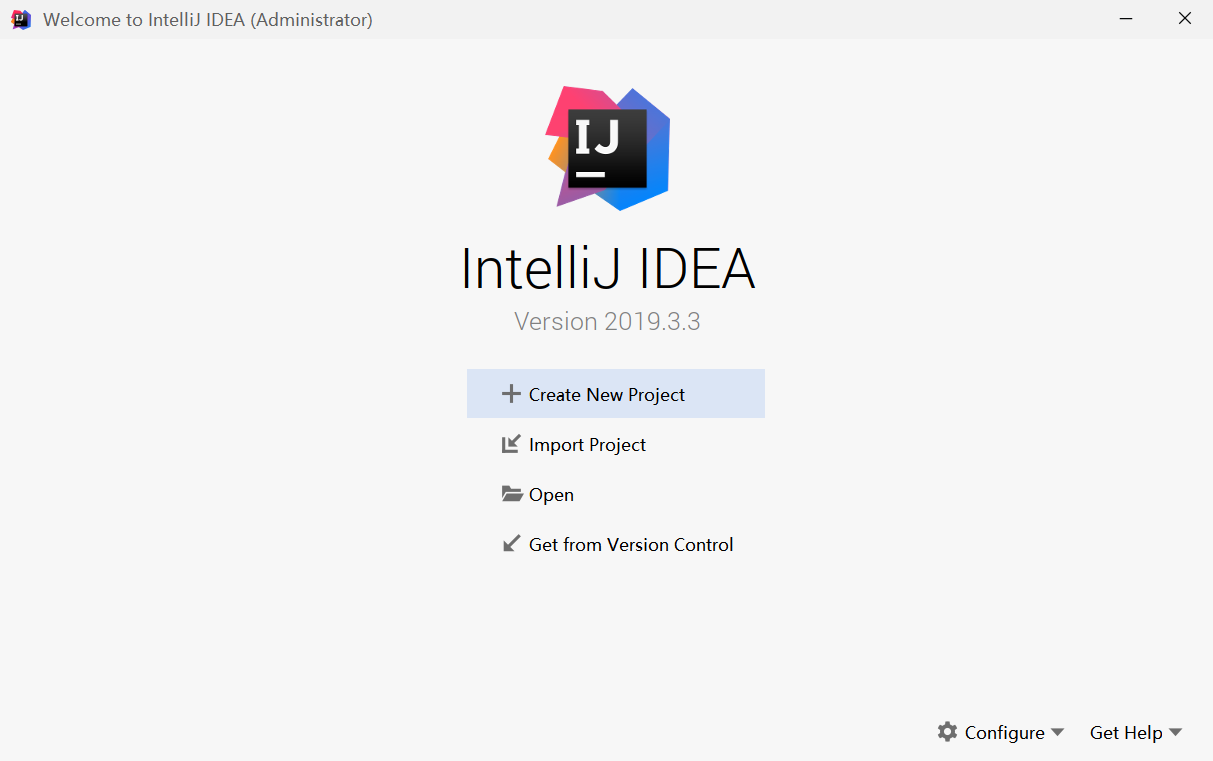 Welcome to IntelliJ IDEA (Administrator)
IJ
IntelliJ IDEA
Version 2019.3.3
Create New Project
Import Project
Open
Get from Version Control
Configure Get Help